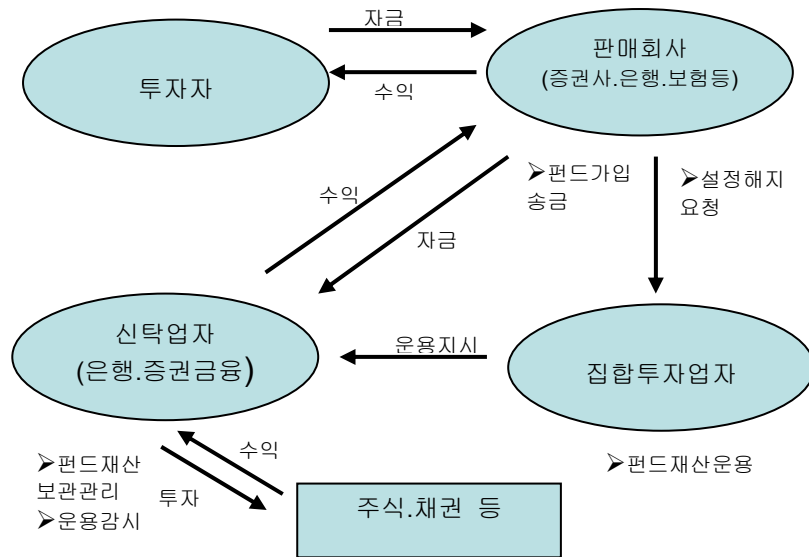 자금
투자자
판매회사
(증권사.은행.보험등)
수익
수익
자금
➢펀드가입
송금
➢설정해지
요청
신탁업자
(은행.증권금융)
운용지시
집합투자업자
➢펀드재산
보관관리
➢운용감시
수익
투자
➢펀드재산운용
주식.채권 등